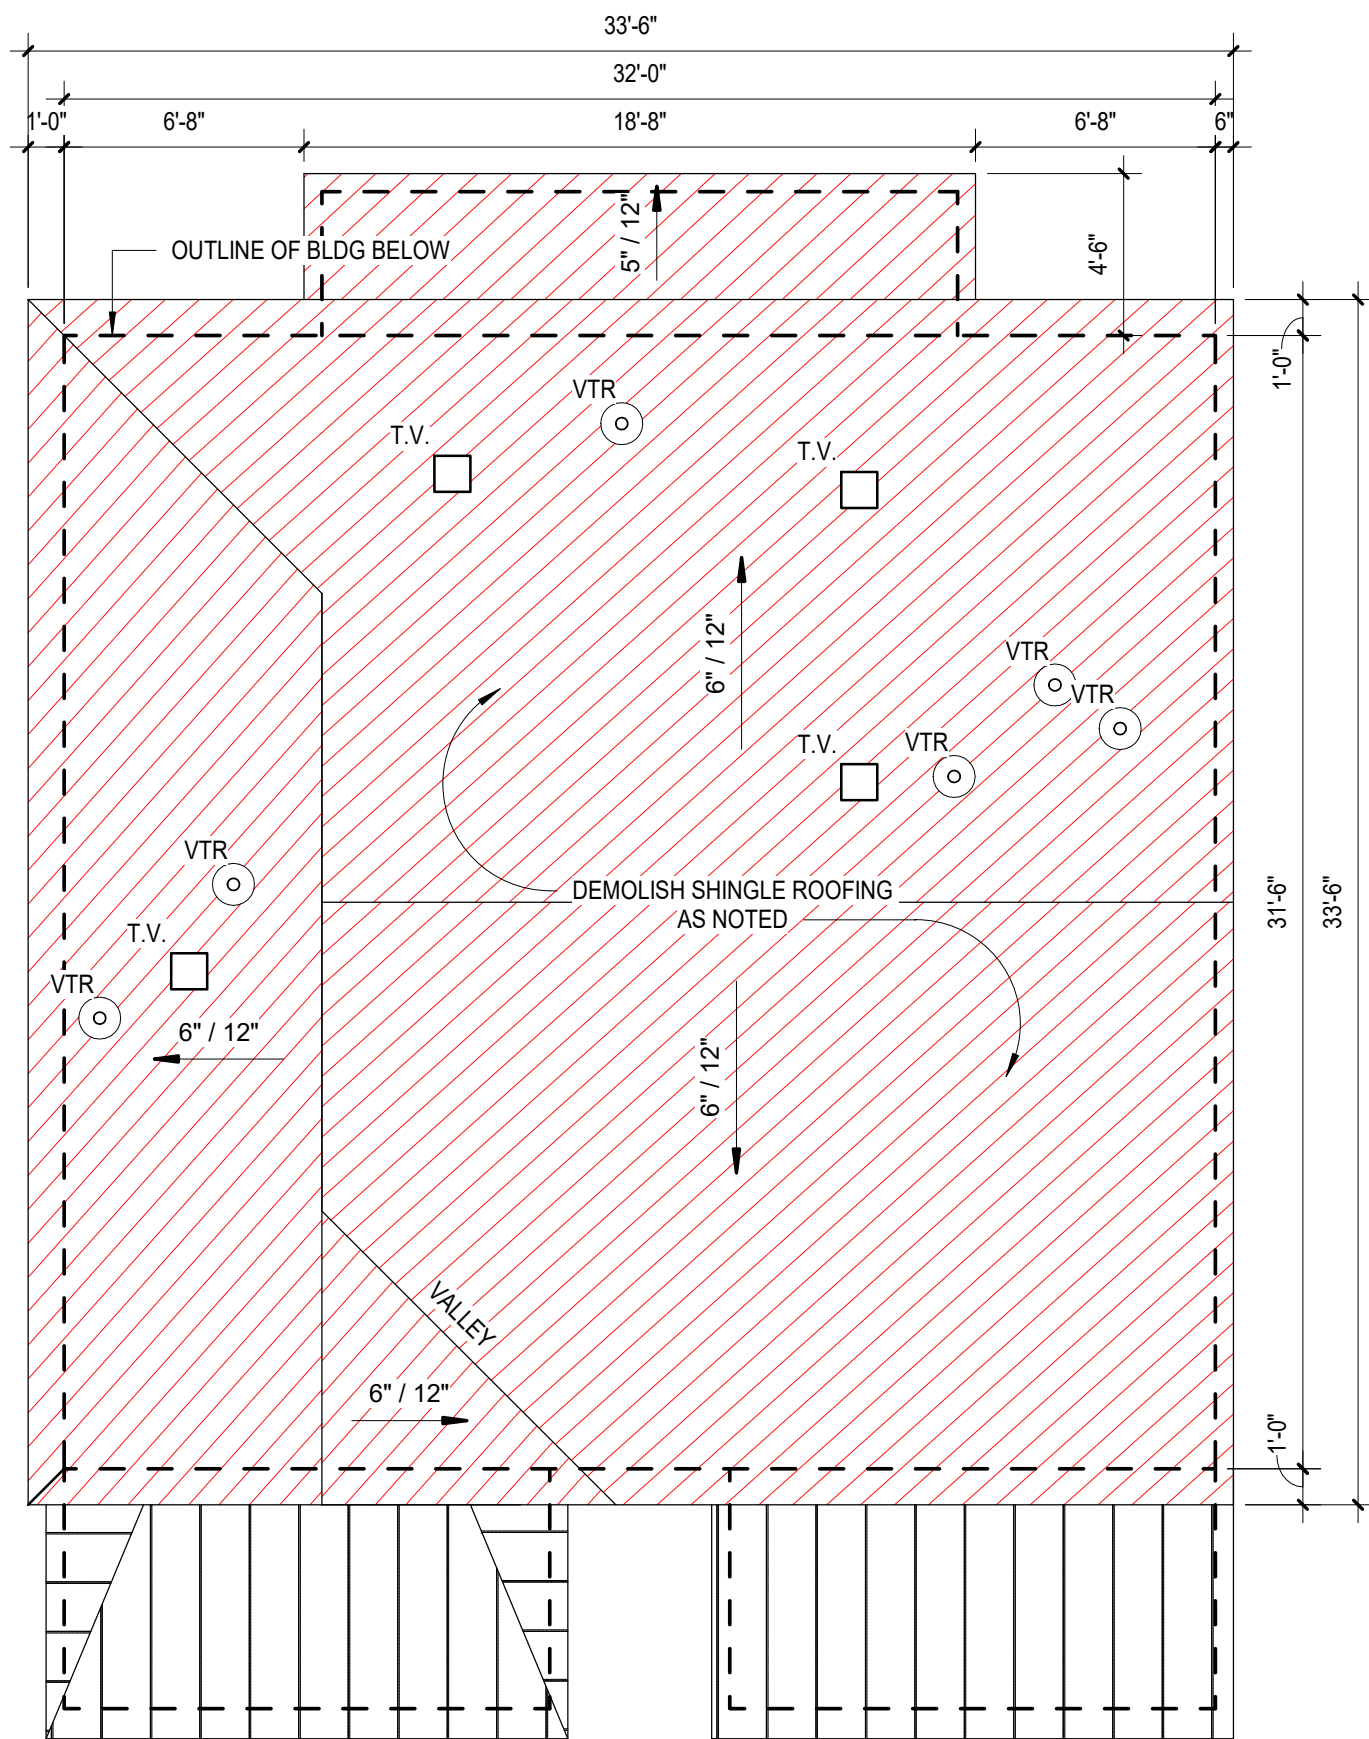 33'-6"
32'-0"
1'-0"
6'-8"
18'-8"
6'-8"
6"
5" / 12"
4'-6"
OUTLINE OF BLDG BELOW
1'-0"
VTR
T.V.
T.V.
6" / 12"
VTR
VTR
T.V.
VTR
VTR
DEMOLISH SHINGLE ROOFING
AS NOTED
31'-6"
33'-6"
T.V.
VTR
6" / 12"
6" / 12"
VALLEY
6" / 12"
1'-0"